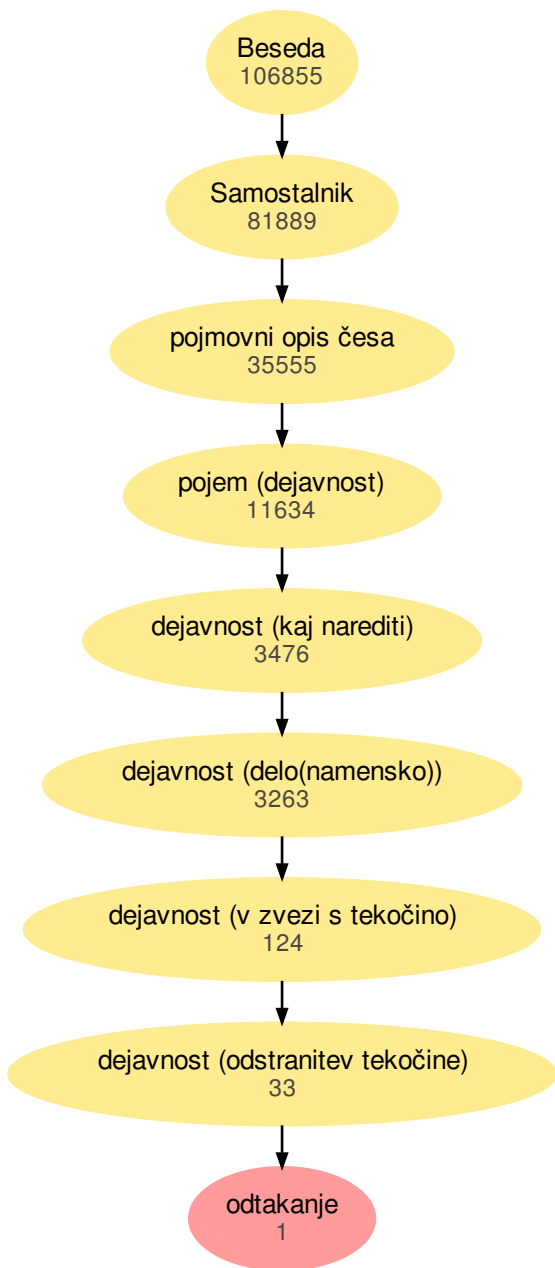 Beseda
106855
Samostalnik
81889
pojmovni opis česa
35555
pojem (dejavnost)
11634
dejavnost (kaj narediti)
3476
dejavnost (delo(namensko))
3263
dejavnost (v zvezi s tekočino)
124
dejavnost (odstranitev tekočine)
33
odtakanje
1